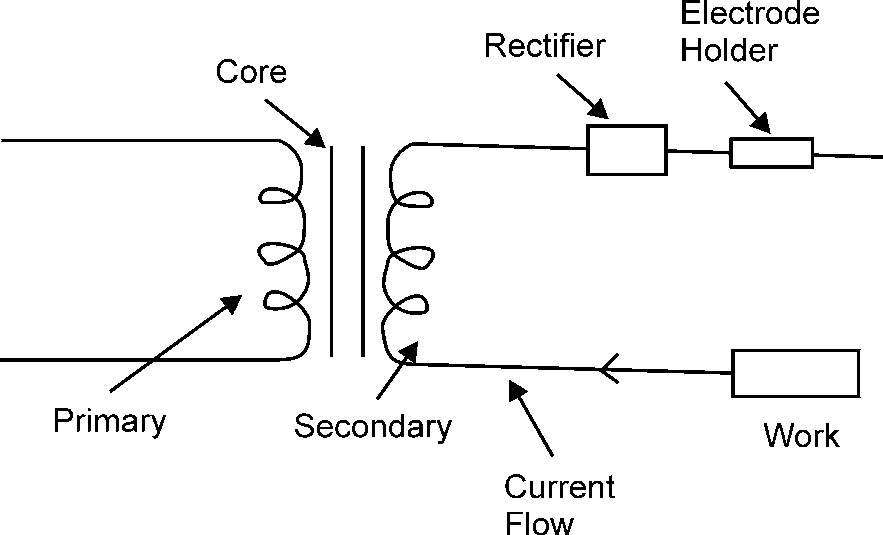 Electrode
Holder
Rectifier
Core
Primary
Secondary
Work
Current
Flow